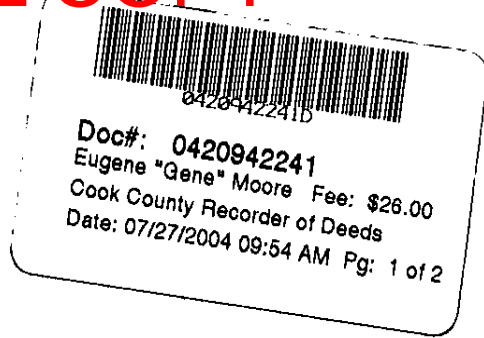 0420942241D
Doc#: 0420942241
Eugene "Gene" Moore Fee: $26.00
Cook County Recorder of Deeds
Date: 07/27/2004 09:54 AM Pg: 1 of 2